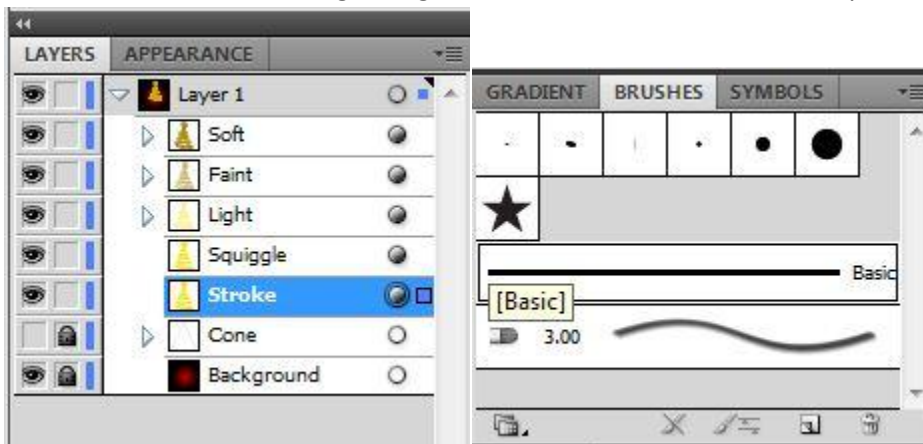 LAYERS APPEARANCE
Layer 1
Soft
Faint
Light
Squiggle
Stroke
Cone
Background
GRADIENT BRUSHES SYMBOLS
Basic
[Basic]
3.00